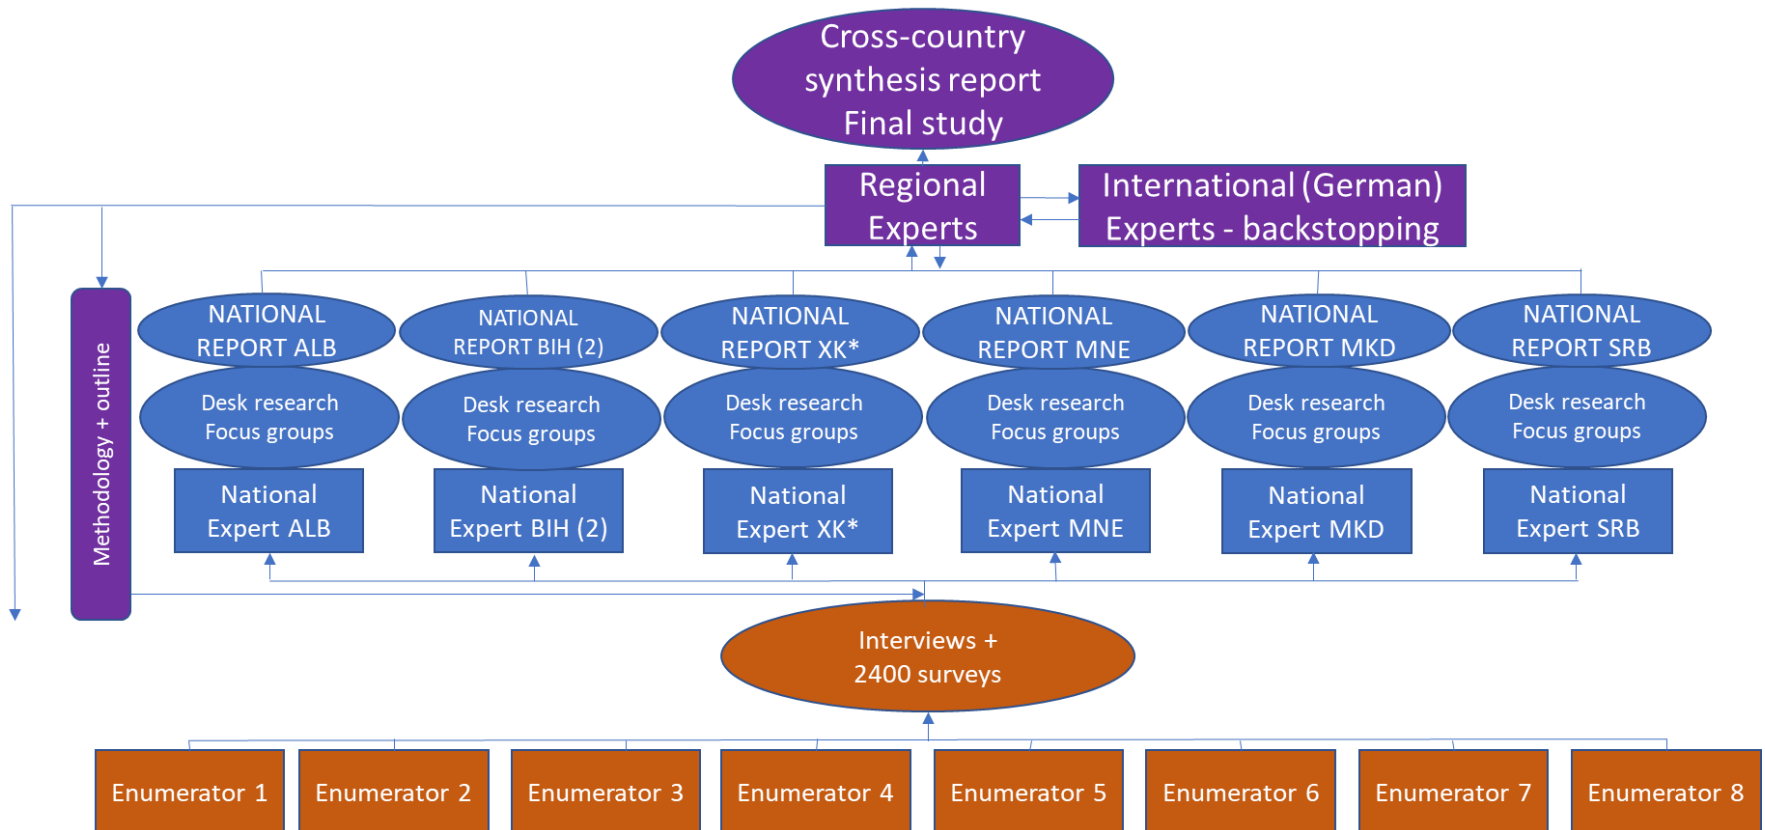 Cross-country
synthesis report
Final study
Regional
Experts
International (German)
Experts - backstopping
Methodology + outline
NATIONAL
REPORT ALB
NATIONAL
REPORT BIH (2)
NATIONAL
REPORT XK*
NATIONAL
REPORT MNE
NATIONAL
REPORT MKD
NATIONAL
REPORT SRB
Desk research
Focus groups
Desk research
Focus groups
Desk research
Focus groups
Desk research
Focus groups
Desk research
Focus groups
Desk research
Focus groups
National
Expert ALB
National
Expert BIH (2)
National
Expert XK*
National
Expert MNE
National
Expert MKD
National
Expert SRB
Interviews +
2400 surveys
Enumerator 1
Enumerator 2
Enumerator 3
Enumerator 4
Enumerator 5
Enumerator 6
Enumerator 7
Enumerator 8